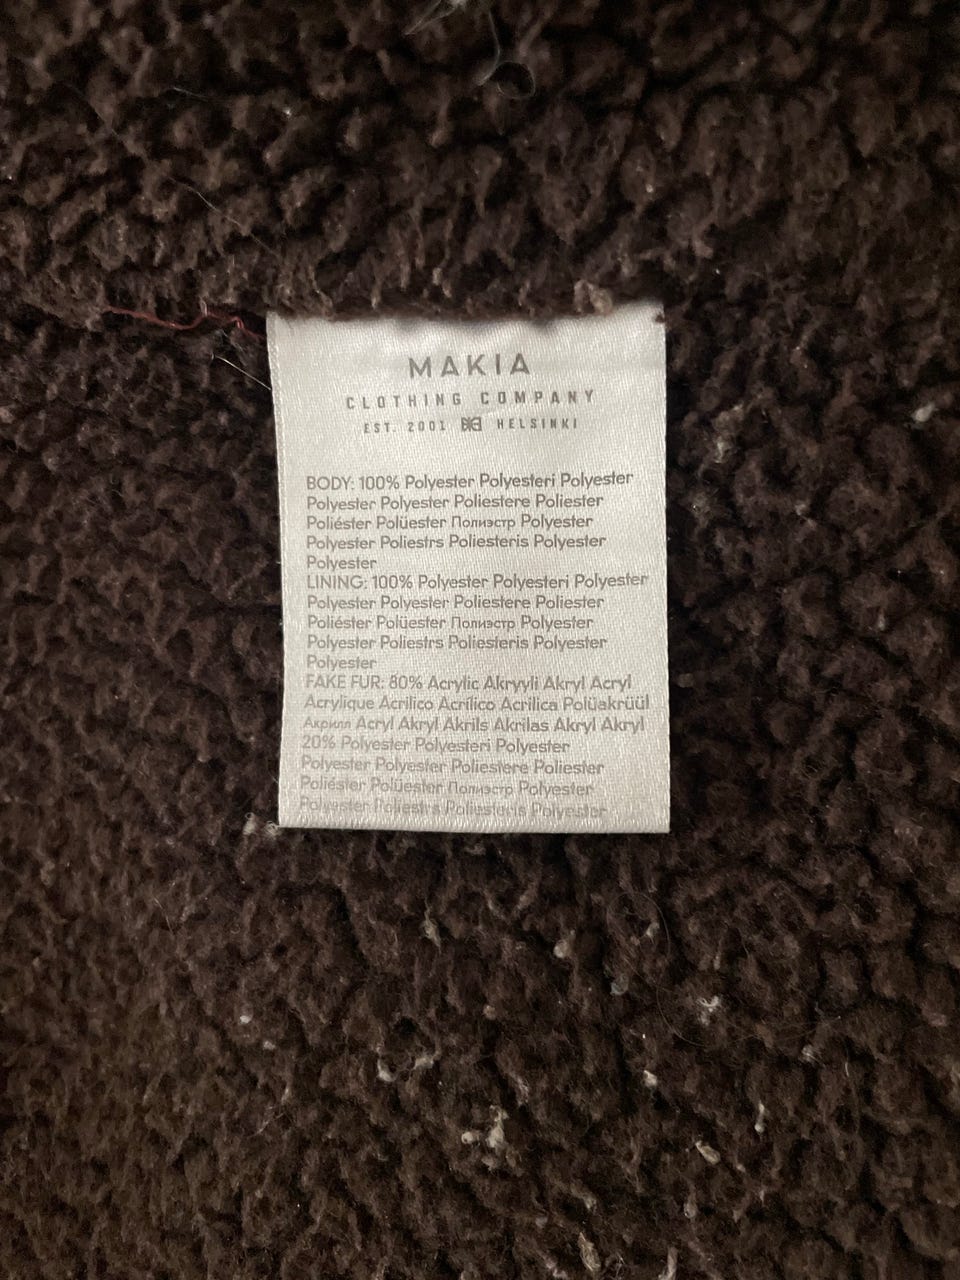 MAKIA
CLOTHING COMPANY
EST. 2001 HELSINKI
BODY: 100% Polyester Polyesteri Polyester
Polyester Polyester Poliestere Poliester
Poliéster Polüester Полиэстр Polyester
Polyester Poliestrs Poliesteris Polyester
Polyester
LINING: 100% Polyester Polyesteri Polyester
Polyester Polyester Poliestere Poliester
Poliéster Polüester Полиэстр Polyester
Polyester Poliestrs Poliesteris Polyester
Polyester
FAKE FUR: 80% Acrylic Akryyli Akryl Acryl
Acrylique Acrilico Acrílico Acrílica Polüakrüül
Акрилл Acryl Akryl Akrils Akrilas Akryl Akryl
20% Polyester Polyesteri Polyester
Polyester Polyester Poliestere Poliester
Poliéster Polüester Полиэстр Polyester
Polyester Poliestrs Poliesteris Polyester